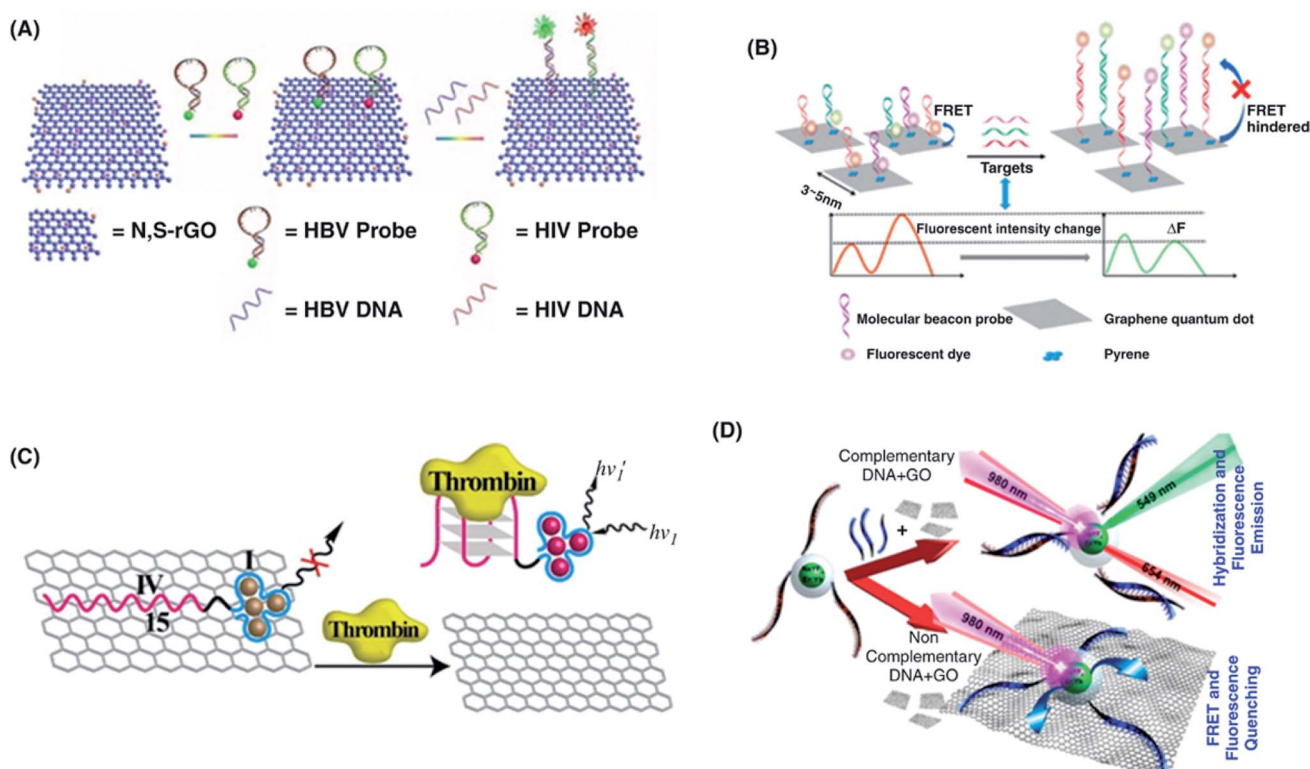 (A)
= N,S-rGO
= HBV Probe
= HIV Probe
= HBV DNA
= HIV DNA
(B)
FRET
Targets
FRET
hindered
3~5nm
Fluorescent intensity change
ΔF
Molecular beacon probe
Graphene quantum dot
Fluorescent dye
Pyrene
(C)
Thrombin
hv₁′
hv₁
I
IV
15
Thrombin
(D)
Complementary
DNA+GO
+
980 nm
549 nm
654 nm
Hybridization and
Fluorescence
Emission
Non
Complementary
DNA+GO
980 nm
FRET and
Fluorescence
Quenching